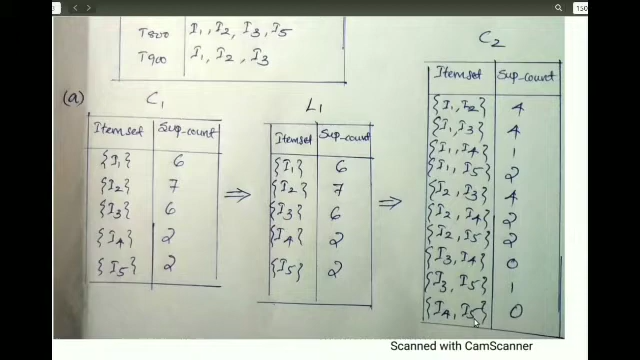 T800 I1, I2, I3, I5
T900 I1, I2, I3
(a)
C1
Itemset Sup-count
{I1} 6
{I2} 7
{I3} 6
{I4} 2
{I5} 2
⇒
L1
Itemset Sup-count
{I1} 6
{I2} 7
{I3} 6
{I4} 2
{I5} 2
⇒
C2
Itemset Sup-count
{I1, I2} 4
{I1, I3} 4
{I1, I4} 1
{I1, I5} 2
{I2, I3} 4
{I2, I4} 2
{I2, I5} 2
{I3, I4} 0
{I3, I5} 1
{I4, I5} 0
Scanned with CamScanner